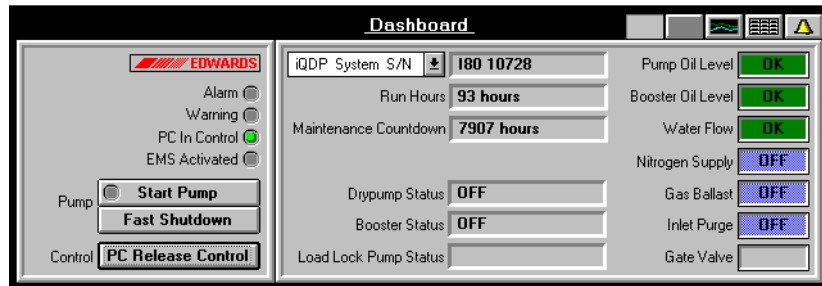 Dashboard
EDWARDS
Alarm
Warning
PC In Control
EMS Activated
Pump
Start Pump
Fast Shutdown
Control
PC Release Control
iQDP System S/N
I80 10728
Run Hours
93 hours
Maintenance Countdown
7907 hours
Drypump Status
OFF
Booster Status
OFF
Load Lock Pump Status
Pump Oil Level
OK
Booster Oil Level
OK
Water Flow
OK
Nitrogen Supply
OFF
Gas Ballast
OFF
Inlet Purge
OFF
Gate Valve